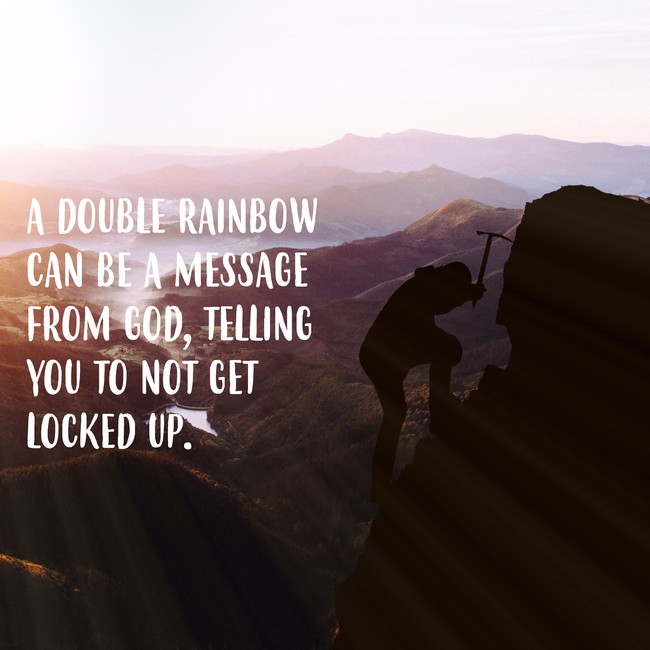 A DOUBLE RAINBOW
CAN BE A MESSAGE
FROM GOD, TELLING
YOU TO NOT GET
LOCKED UP.